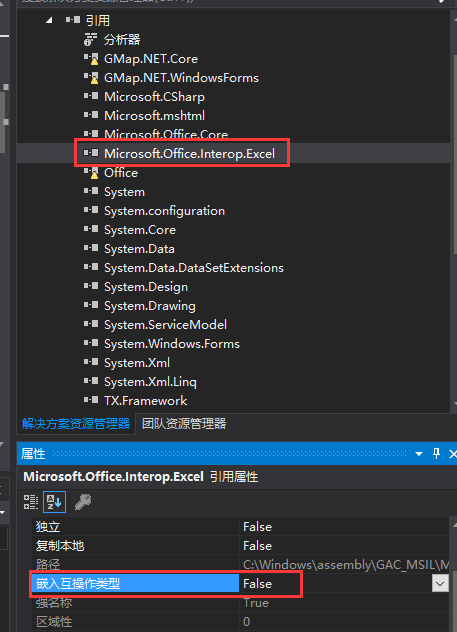 引用
分析器
GMap.NET.Core
GMap.NET.WindowsForms
Microsoft.CSharp
Microsoft.mshtml
Microsoft.Office.Core
Microsoft.Office.Interop.Excel
Office
System
System.configuration
System.Core
System.Data
System.Data.DataSetExtensions
System.Design
System.Drawing
System.ServiceModel
System.Windows.Forms
System.Xml
System.Xml.Linq
TX.Framework
解决方案资源管理器 团队资源管理器
属性
Microsoft.Office.Interop.Excel 引用属性
独立 False
复制本地 False
路径 C:\Windows\assembly\GAC_MSIL\M
嵌入互操作类型 False
强名称 True
区域性 0